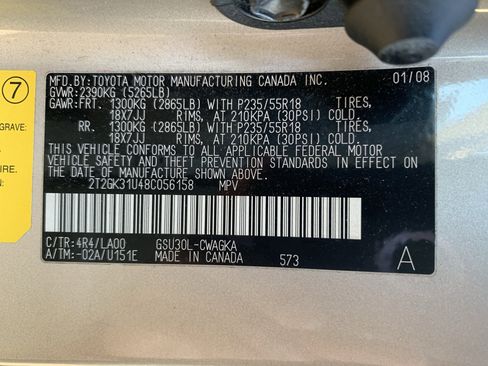 MFD.BY:TOYOTA MOTOR MANUFACTURING CANADA INC. 01/08
GVWR:2390KG (5265LB)
GAWR:FRT. 1300KG (2865LB) WITH P235/55R18 TIRES,
18X7JJ RIMS, AT 210KPA (30PSI) COLD.
RR. 1300KG (2865LB) WITH P235/55R18 TIRES,
18X7JJ RIMS, AT 210KPA (30PSI) COLD.
THIS VEHICLE CONFORMS TO ALL APPLICABLE FEDERAL MOTOR
VEHICLE SAFETY AND THEFT PREVENTION STANDARDS IN EFFECT ON
THE DATE OF MANUFACTURE SHOWN ABOVE.
2T2GK31U48C056158 MPV
C/TR:4R4/LA00 GSU30L-CWAGKA
A/TM:-02A/U151E MADE IN CANADA 573 A
7
GRAVE:
IRE.
2T: